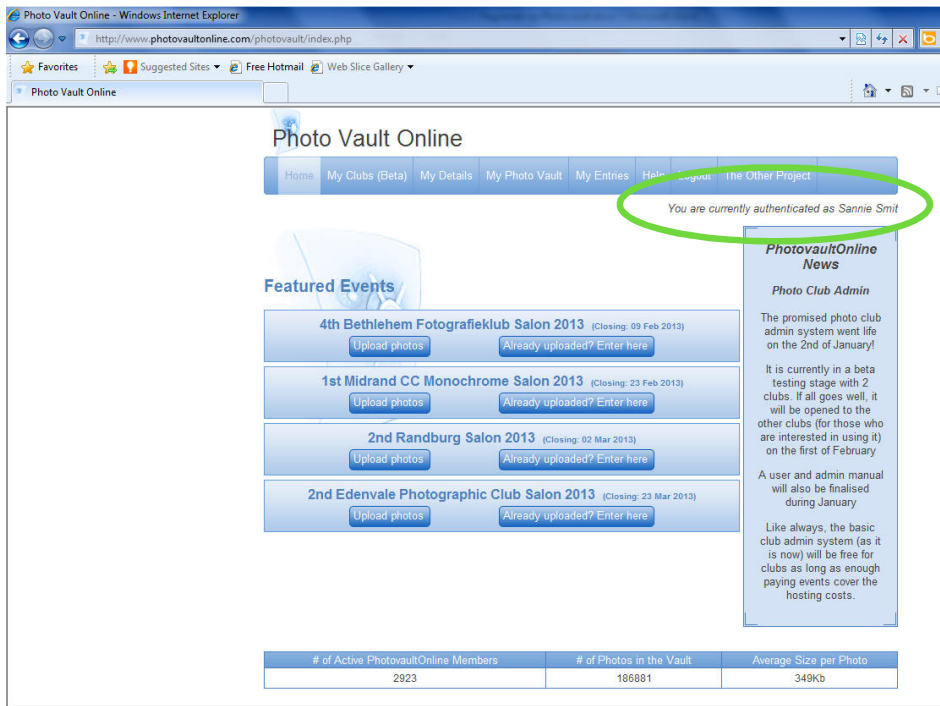 Photo Vault Online - Windows Internet Explorer
http://www.photovaultonline.com/photovault/index.php
Favorites Suggested Sites Free Hotmail Web Slice Gallery
Photo Vault Online
Photo Vault Online
Home My Clubs (Beta) My Details My Photo Vault My Entries Help Logout The Other Project
You are currently authenticated as Sannie Smit
Featured Events
4th Bethlehem Fotografieklub Salon 2013 (Closing: 09 Feb 2013)
Upload photos Already uploaded? Enter here
1st Midrand CC Monochrome Salon 2013 (Closing: 23 Feb 2013)
Upload photos Already uploaded? Enter here
2nd Randburg Salon 2013 (Closing: 02 Mar 2013)
Upload photos Already uploaded? Enter here
2nd Edenvale Photographic Club Salon 2013 (Closing: 23 Mar 2013)
Upload photos Already uploaded? Enter here
PhotovaultOnline
News
Photo Club Admin
The promised photo club
admin system went life
on the 2nd of January!
It is currently in a beta
testing stage with 2
clubs. If all goes well, it
will be opened to the
other clubs (for those who
are interested in using it)
on the first of February
A user and admin manual
will also be finalised
during January
Like always, the basic
club admin system (as it
is now) will be free for
clubs as long as enough
paying events cover the
hosting costs.
# of Active PhotovaultOnline Members # of Photos in the Vault Average Size per Photo
2923 186881 349Kb